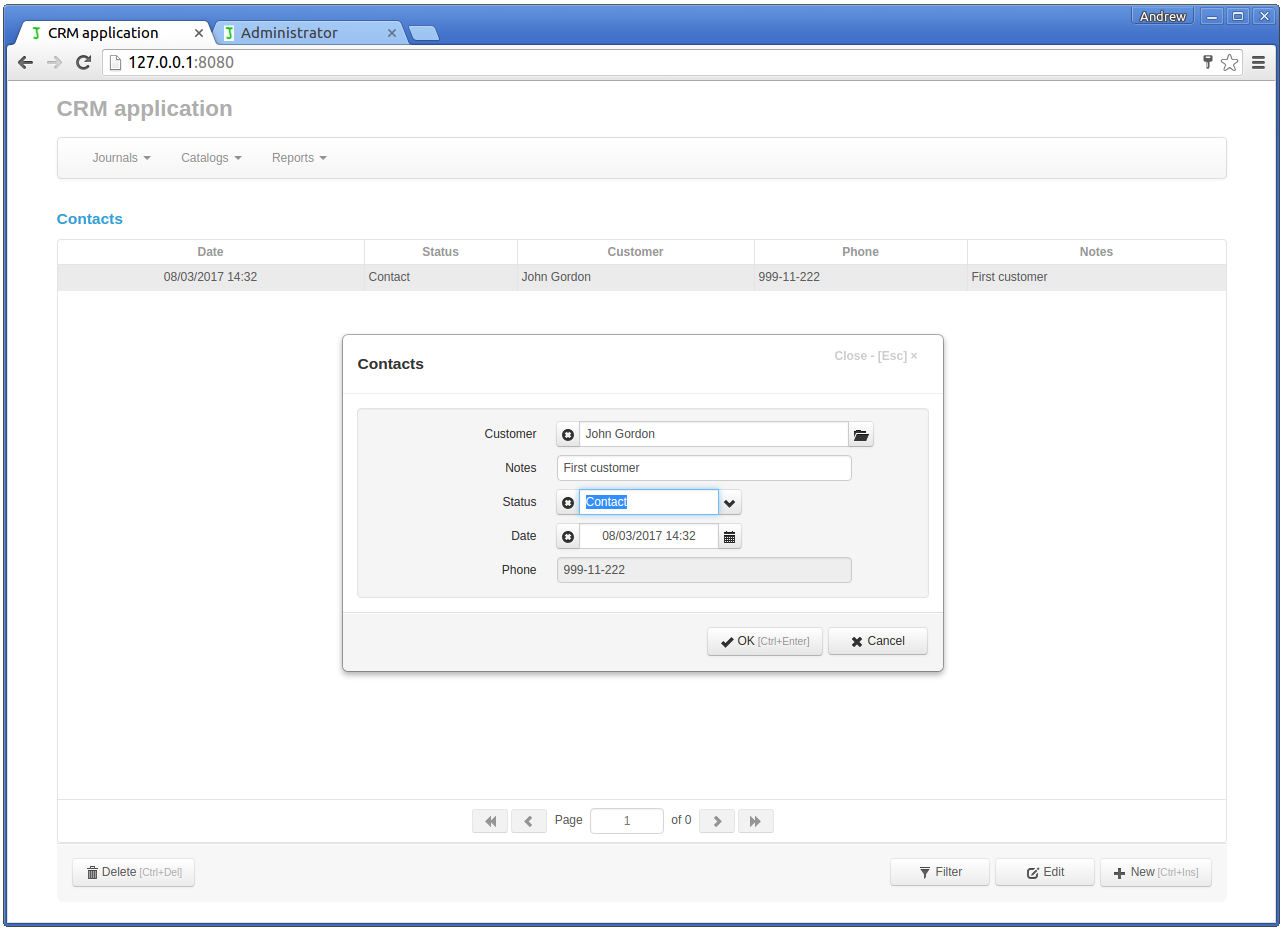 Andrew
CRM application
Administrator
127.0.0.1:8080
CRM application
Journals Catalogs Reports
Contacts
Date Status Customer Phone Notes
08/03/2017 14:32 Contact John Gordon 999-11-222 First customer
Close - [Esc] ×
Contacts
Customer John Gordon
Notes First customer
Status Contact
Date 08/03/2017 14:32
Phone 999-11-222
OK [Ctrl+Enter] Cancel
Page 1 of 0
Delete [Ctrl+Del] Filter Edit New [Ctrl+Ins]